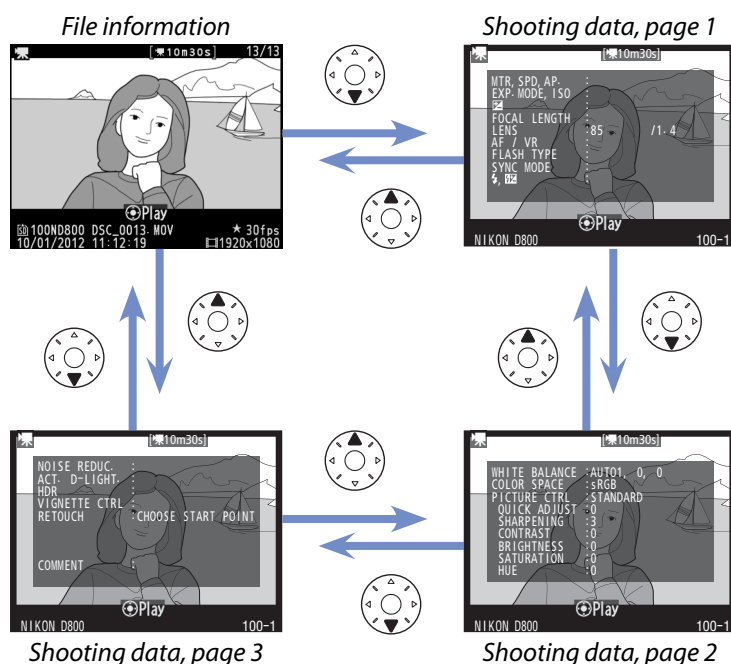 File information
[10m30s] 13/13
Play
100ND800 DSC_0013.MOV ★ 30fps
10/01/2012 11:12:19 1920x1080
Shooting data, page 1
[10m30s]
MTR, SPD, AP. :
EXP. MODE, ISO :
:
FOCAL LENGTH :
LENS :85 /1.4
AF / VR :
FLASH TYPE :
SYNC MODE :
, :
Play
NIKON D800 100-1
[10m30s]
NOISE REDUC. :
ACT. D-LIGHT. :
HDR :
VIGNETTE CTRL :
RETOUCH :CHOOSE START POINT
COMMENT :
Play
NIKON D800 100-1
Shooting data, page 3
[10m30s]
WHITE BALANCE :AUTO1, 0, 0
COLOR SPACE :sRGB
PICTURE CTRL :STANDARD
QUICK ADJUST :0
SHARPENING :3
CONTRAST :0
BRIGHTNESS :0
SATURATION :0
HUE :0
Play
NIKON D800 100-1
Shooting data, page 2